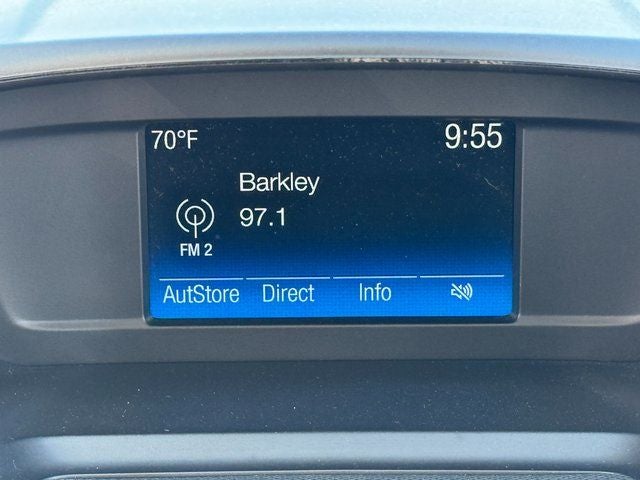 70°F 9:55
Barkley
97.1
FM 2
AutStore Direct Info